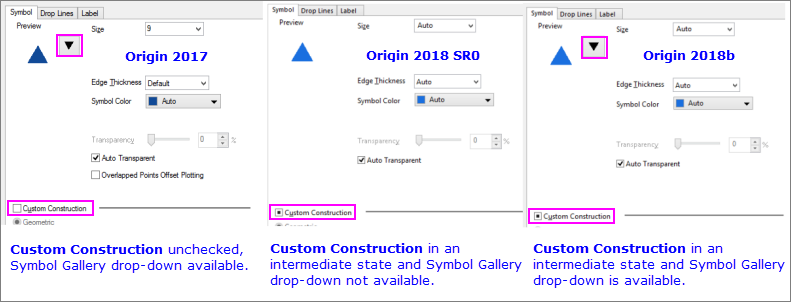 Symbol Drop Lines Label
Preview Size 9
Origin 2017
Edge Thickness Default
Symbol Color Auto
Transparency 0 %
Auto Transparent
Overlapped Points Offset Plotting
Custom Construction
Geometric
Custom Construction unchecked,
Symbol Gallery drop-down available.
Symbol Drop Lines Label
Preview Size Auto
Origin 2018 SR0
Edge Thickness Auto
Symbol Color Auto
Transparency 0 %
Auto Transparent
Custom Construction
Custom Construction in an
intermediate state and Symbol Gallery
drop-down not available.
Symbol Drop Lines Label
Preview Size Auto
Origin 2018b
Edge Thickness Auto
Symbol Color Auto
Transparency 0 %
Auto Transparent
Custom Construction
Custom Construction in an
intermediate state and Symbol Gallery
drop-down is available.